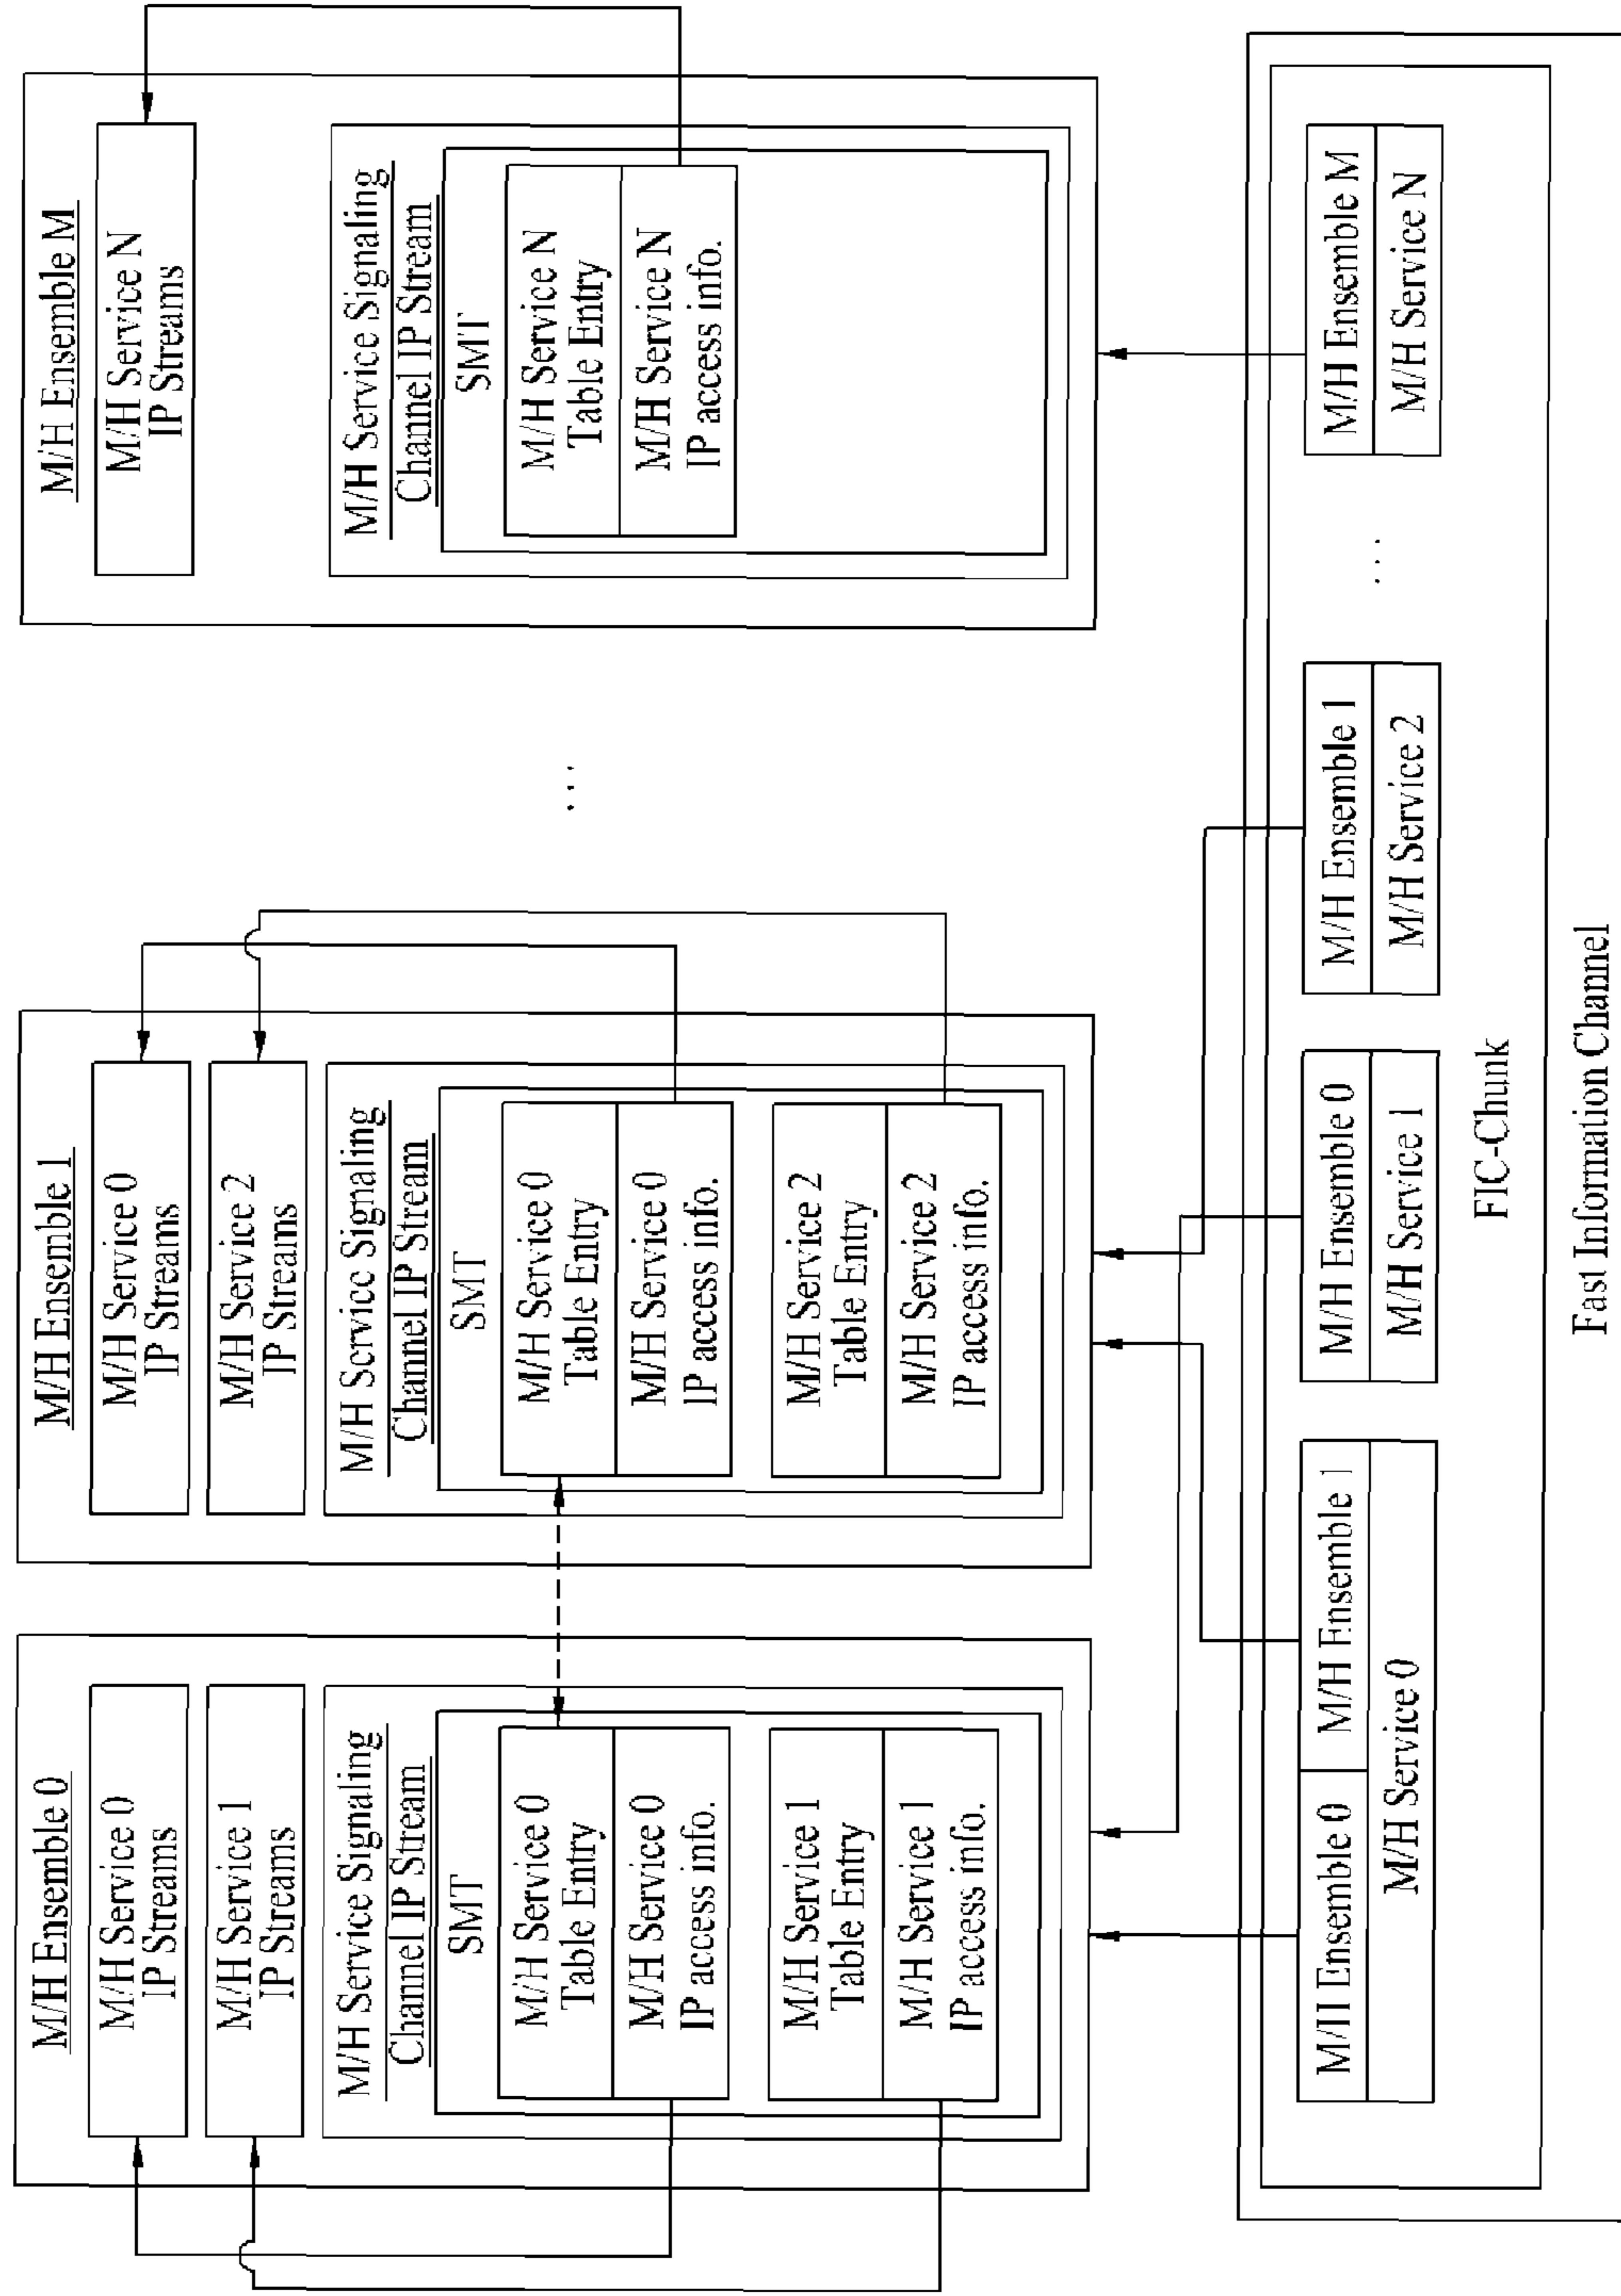 M/H Ensemble 0
M/H Service 0
IP Streams
M/H Service 1
IP Streams
M/H Service Signaling
Channel IP Stream
SMT
M/H Service 0
Table Entry
M/H Service 0
IP access info.
M/H Service 1
Table Entry
M/H Service 1
IP access info.
M/H Ensemble 1
M/H Service 0
IP Streams
M/H Service 2
IP Streams
M/H Service Signaling
Channel IP Stream
SMT
M/H Service 0
Table Entry
M/H Service 0
IP access info.
M/H Service 2
Table Entry
M/H Service 2
IP access info.
...
M/H Ensemble M
M/H Service N
IP Streams
M/H Service Signaling
Channel IP Stream
SMT
M/H Service N
Table Entry
M/H Service N
IP access info.
M/H Ensemble 0
M/H Ensemble 1
M/H Service 0
M/H Ensemble 0
M/H Service 1
M/H Ensemble 1
M/H Service 2
...
M/H Ensemble M
M/H Service N
FIC-Chunk
Fast Information Channel